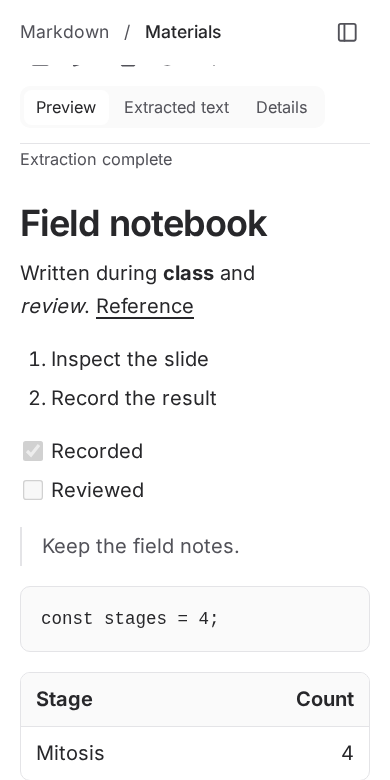 Markdown / Materials
Preview Extracted text Details
Extraction complete
Field notebook
Written during class and
review. Reference
1. Inspect the slide
2. Record the result
Recorded
Reviewed
Keep the field notes.
const stages = 4;
Stage Count
Mitosis 4